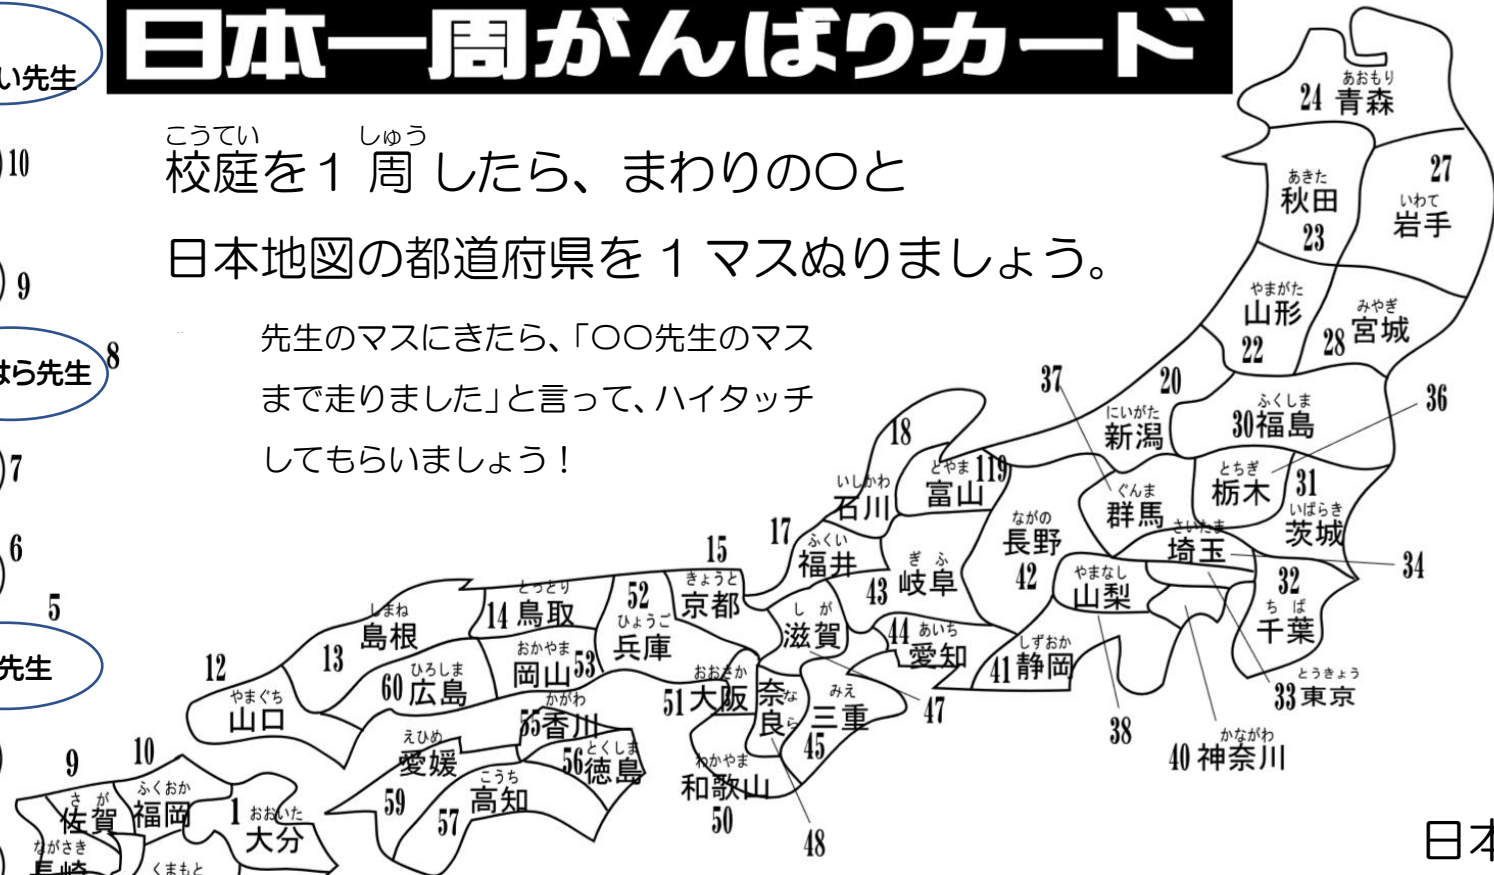 日本一周がんばりカード
い先生
10
9
はら先生
8
7
6
5
先生
こうてい しゅう
校庭を1周したら、まわりの〇と
日本地図の都道府県を1マスぬりましょう。
先生のマスにきたら、「〇〇先生のマス
まで走りました」と言って、ハイタッチ
してもらいましょう！
あおもり
24 青森
あきた
秋田
23
27
いわて
岩手
やまがた
山形
22
みやぎ
28 宮城
37
20
にいがた
新潟
ふくしま
30福島
36
18
いしかわ
石川
とやま
富山
119
ぐんま
群馬
とちぎ
栃木
31
いばらき
茨城
17
ふくい
福井
ぎふ
岐阜
43
ながの
長野
42
さいたま
埼玉
34
やまなし
山梨
38
32
ちば
千葉
とうきょう
33東京
かながわ
40 神奈川
15
きょうと
京都
しが
滋賀
47
44
あいち
愛知
しずおか
41 静岡
52
ひょうご
兵庫
とっとり
14 鳥取
しまね
島根
13
おかやま
岡山53
ひろしま
60 広島
12
やまぐち
山口
おおさか
51 大阪
なら
奈良
48
みえ
三重
45
わかやま
和歌山
50
かがわ
55香川
とくしま
56徳島
えひめ
愛媛
59
こうち
高知
57
9
さが
佐賀
10
ふくおか
福岡
1
おおいた
大分
ながさき
長崎
くまもと
日本